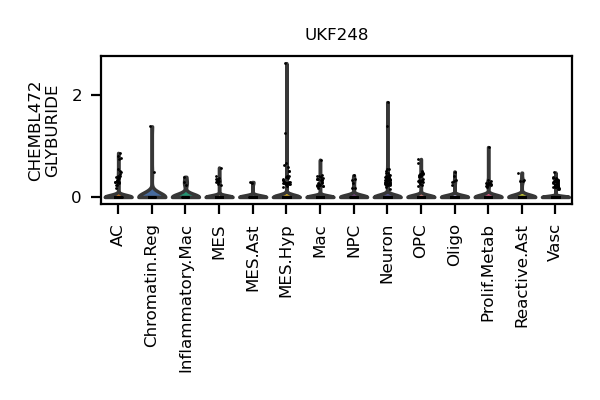 UKF248
CHEMBL472
GLYBURIDE
2
0
AC
Chromatin.Reg
Inflammatory.Mac
MES
MES.Ast
MES.Hyp
Mac
NPC
Neuron
OPC
Oligo
Prolif.Metab
Reactive.Ast
Vasc